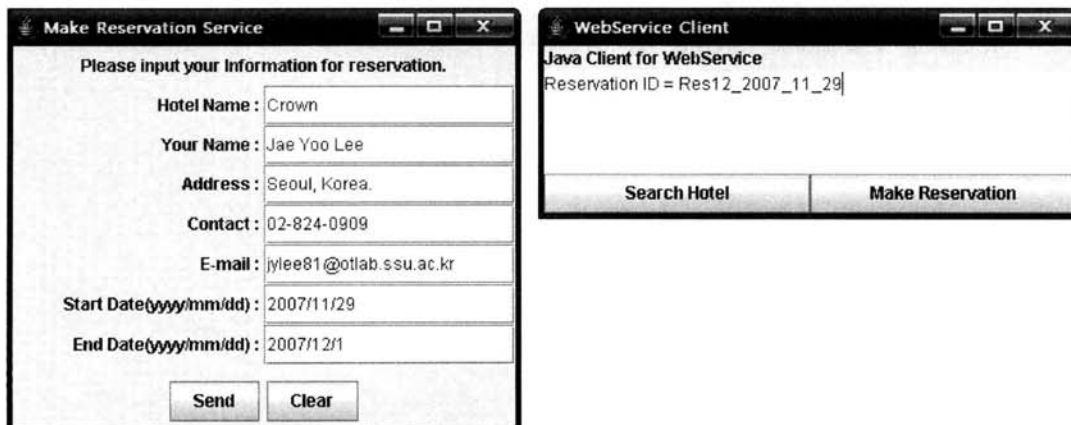 Make Reservation Service
Please input your Information for reservation.
Hotel Name : Crown
Your Name : Jae Yoo Lee
Address : Seoul, Korea.
Contact : 02-824-0909
E-mail : jylee81@otlab.ssu.ac.kr
Start Date(yyyy/mm/dd) : 2007/11/29
End Date(yyyy/mm/dd) : 2007/12/1
Send Clear
WebService Client
Java Client for WebService
Reservation ID = Res12_2007_11_29
Search Hotel Make Reservation